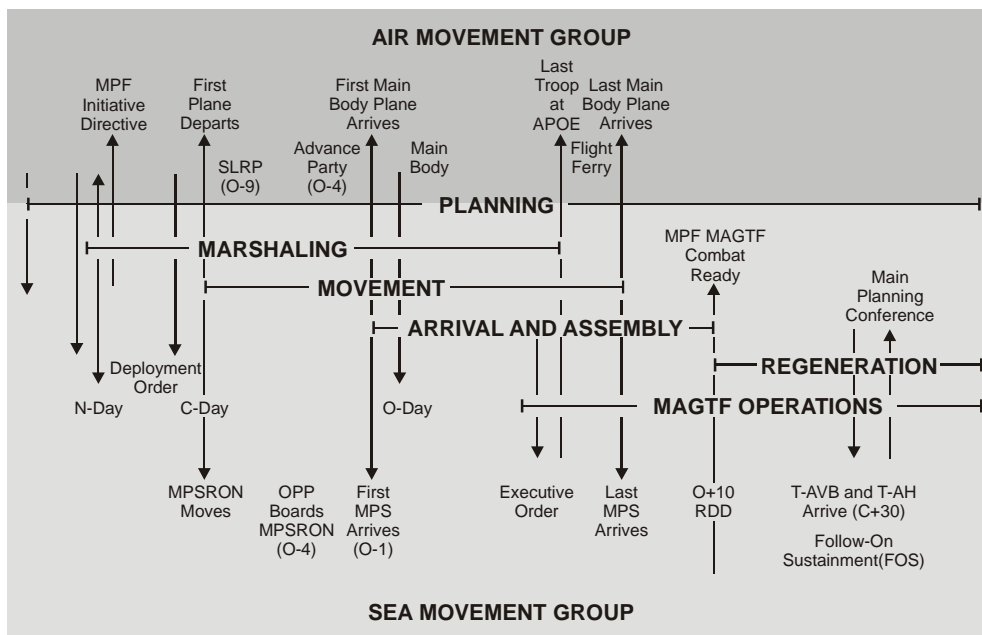 AIR MOVEMENT GROUP
MPF
Initiative
Directive
First
Plane
Departs
First Main
Body Plane
Arrives
Last
Troop
at
APOE
Last Main
Body Plane
Arrives
SLRP
(O-9)
Advance
Party
(O-4)
Main
Body
Flight
Ferry
PLANNING
MARSHALING
MPF MAGTF
Combat
Ready
MOVEMENT
Main
Planning
Conference
ARRIVAL AND ASSEMBLY
Deployment
Order
REGENERATION
N-Day
C-Day
O-Day
MAGTF OPERATIONS
MPSRON
Moves
OPP
Boards
MPSRON
(O-4)
First
MPS
Arrives
(O-1)
Executive
Order
Last
MPS
Arrives
O+10
RDD
T-AVB and T-AH
Arrive (C+30)
Follow-On
Sustainment(FOS)
SEA MOVEMENT GROUP